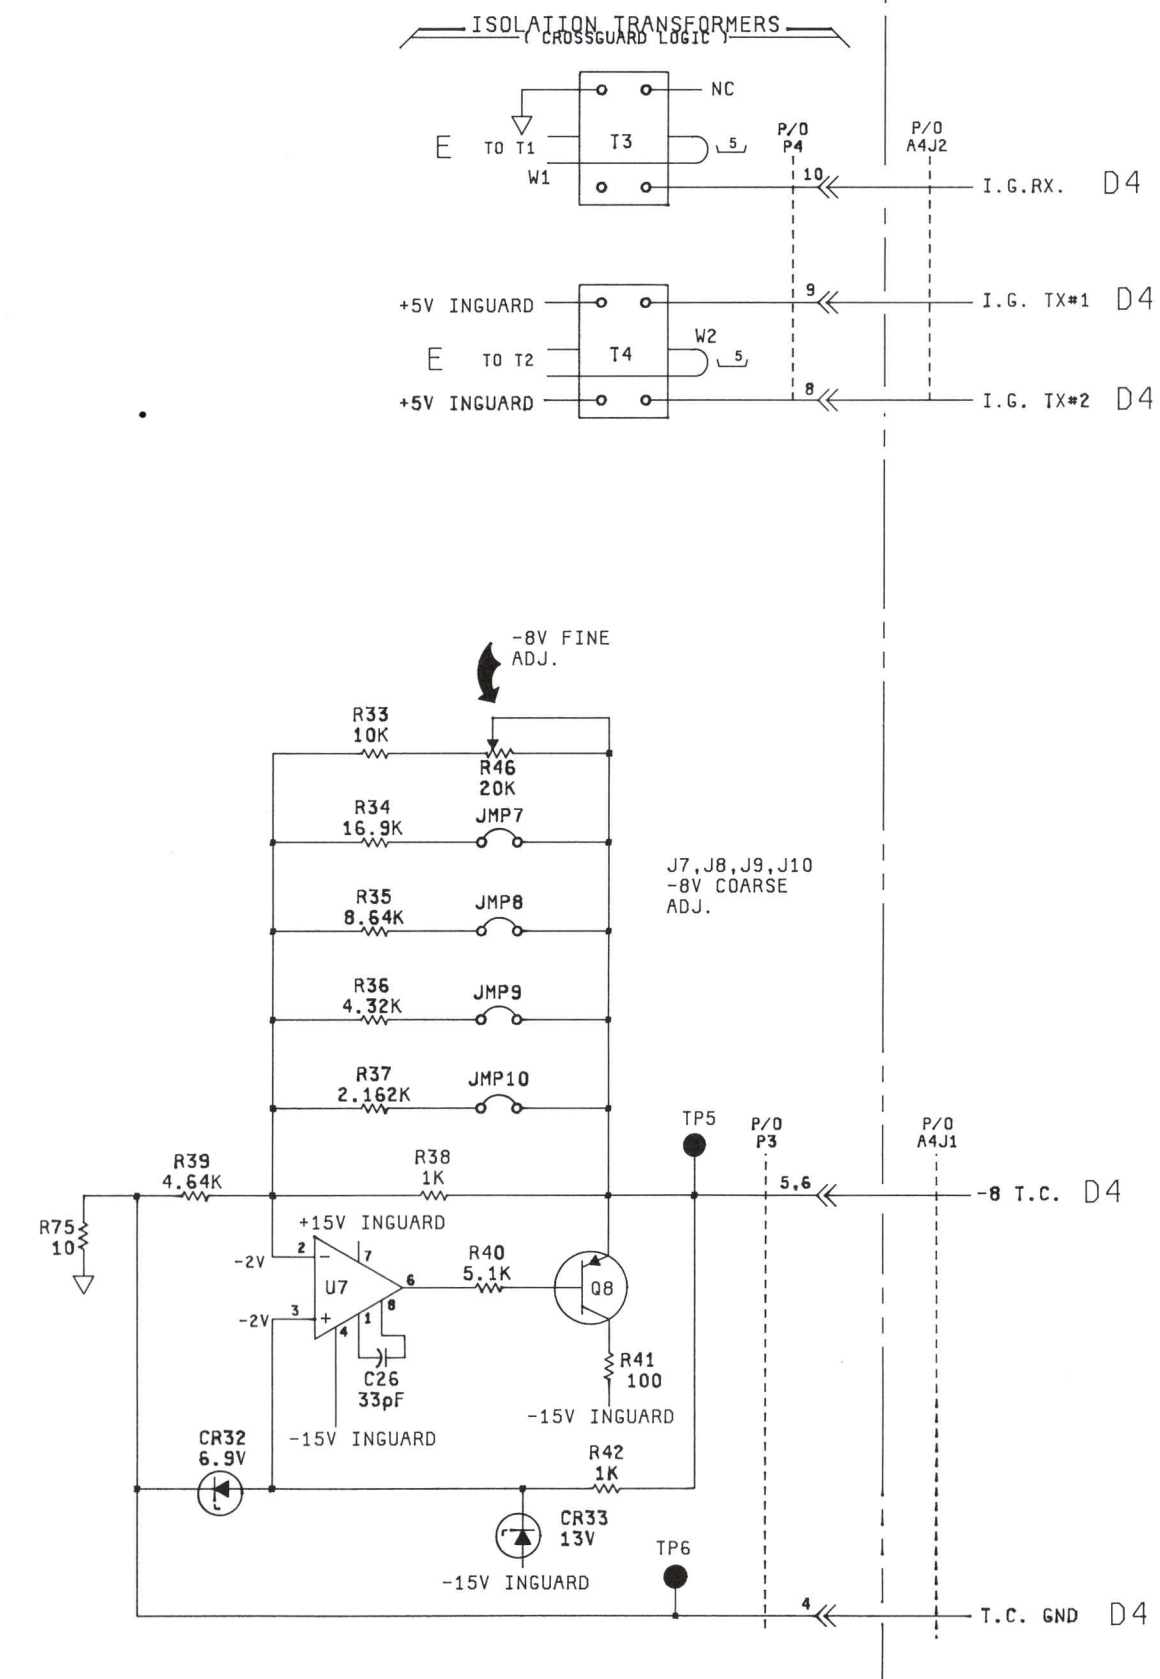 ISOLATION TRANSFORMERS
( CROSSGUARD LOGIC )
NC
P/O
P4
P/O
A4J2
E TO T1
T3
5
W1
10
I.G.RX. D4
+5V INGUARD
9
I.G. TX#1 D4
W2
E TO T2
T4
5
+5V INGUARD
8
I.G. TX#2 D4
-8V FINE
ADJ.
R33
10K
R46
20K
R34
16.9K
JMP7
J7,J8,J9,J10
-8V COARSE
ADJ.
R35
8.64K
JMP8
R36
4.32K
JMP9
R37
2.162K
JMP10
TP5
P/O
P3
P/O
A4J1
R39
4.64K
R38
1K
5,6
-8 T.C. D4
R75
10
+15V INGUARD
-2V
2
-
7
R40
5.1K
U7
6
Q8
-2V
3
+
4
1
8
C26
33pF
R41
100
-15V INGUARD
-15V INGUARD
CR32
6.9V
R42
1K
CR33
13V
-15V INGUARD
TP6
4
T.C. GND D4